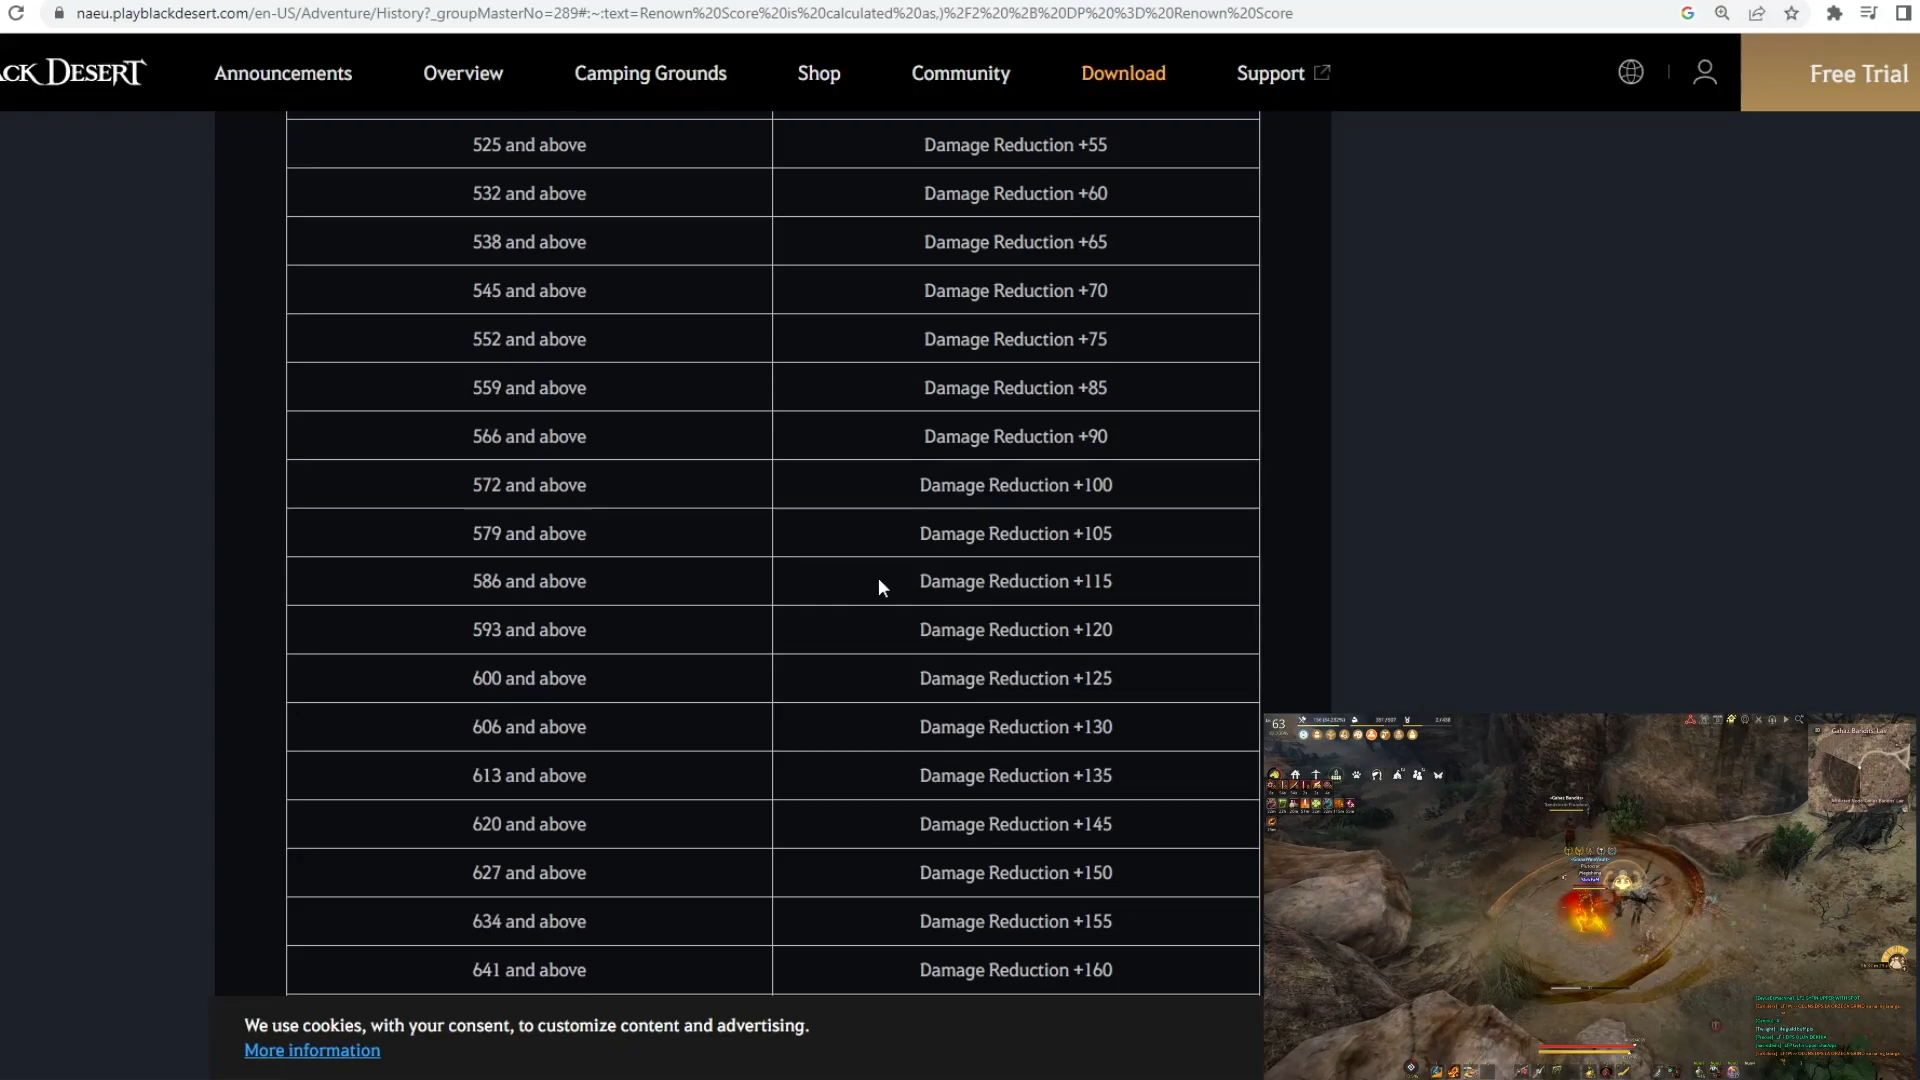 naeu.playblackdesert.com/en-US/Adventure/History?_groupMasterNo=289#:~:text=Renown%20Score%20is%20calculated%20as,)%2F2%20%2B%20DP%20%3D%20Renown%20Score
ACK DESERT Announcements Overview Camping Grounds Shop Community Download Support Free Trial
525 and above Damage Reduction +55
532 and above Damage Reduction +60
538 and above Damage Reduction +65
545 and above Damage Reduction +70
552 and above Damage Reduction +75
559 and above Damage Reduction +85
566 and above Damage Reduction +90
572 and above Damage Reduction +100
579 and above Damage Reduction +105
586 and above Damage Reduction +115
593 and above Damage Reduction +120
600 and above Damage Reduction +125
606 and above Damage Reduction +130
613 and above Damage Reduction +135
620 and above Damage Reduction +145
627 and above Damage Reduction +150
634 and above Damage Reduction +155
641 and above Damage Reduction +160
We use cookies, with your consent, to customize content and advertising.
More information
63
Gahaz Bandits' Lair